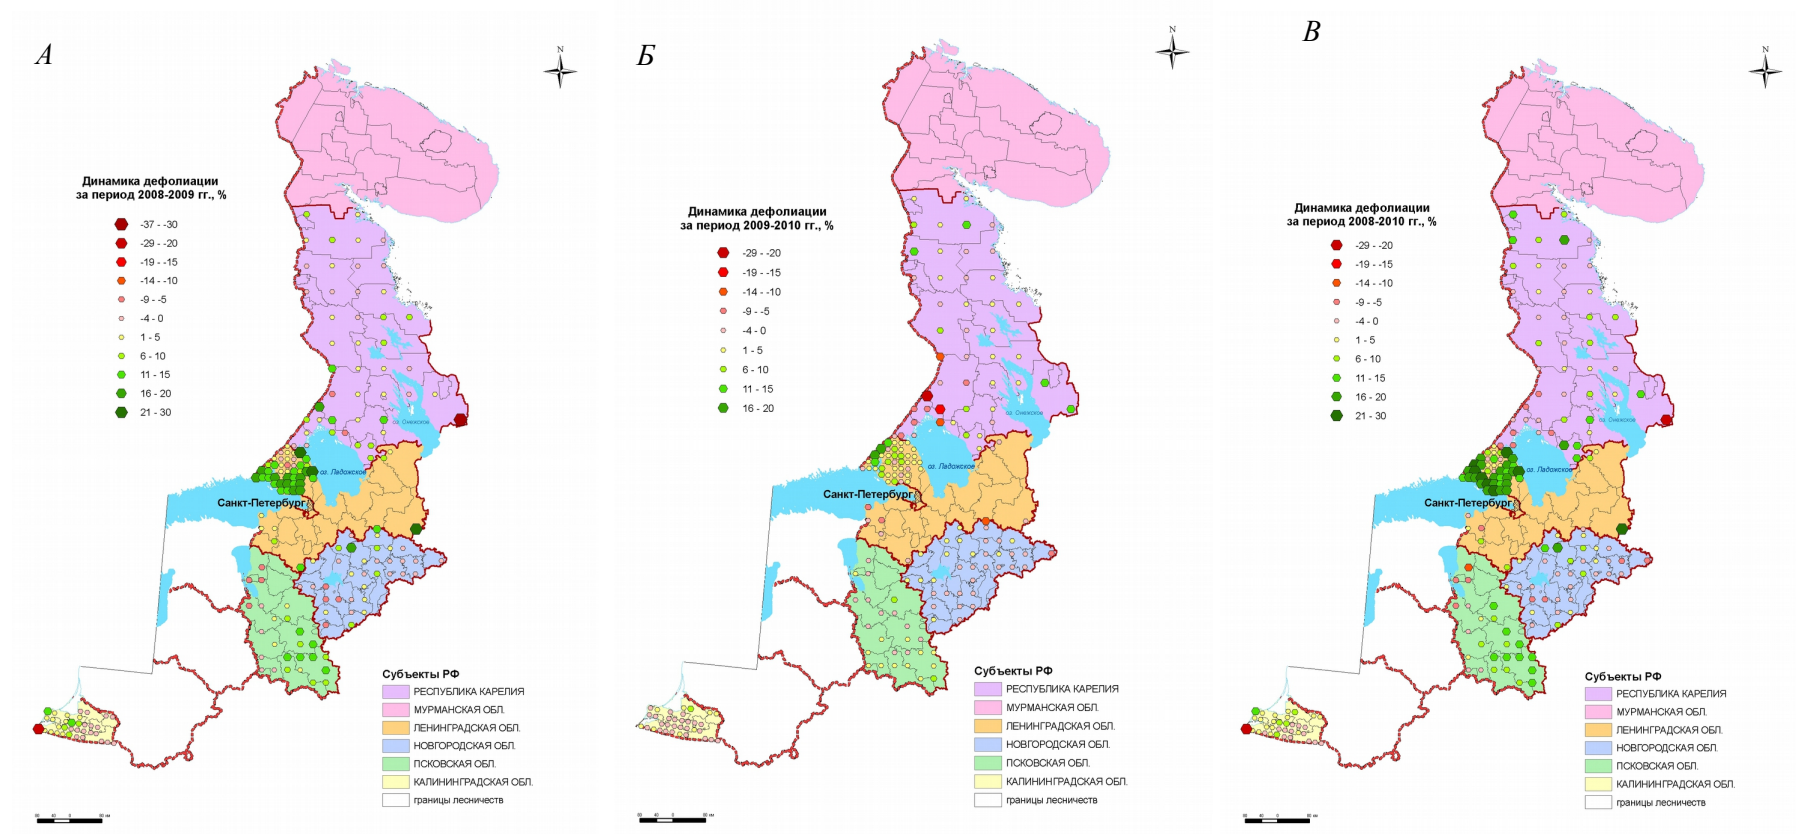 А
N
Динамика дефолиации
за период 2008-2009 гг., %
-37 - -30
-29 - -20
-19 - -15
-14 - -10
-9 - -5
-4 - 0
1 - 5
6 - 10
11 - 15
16 - 20
21 - 30
оз. Онежское
оз. Ладожское
Санкт-Петербург
Субъекты РФ
РЕСПУБЛИКА КАРЕЛИЯ
МУРМАНСКАЯ ОБЛ.
ЛЕНИНГРАДСКАЯ ОБЛ.
НОВГОРОДСКАЯ ОБЛ.
ПСКОВСКАЯ ОБЛ.
КАЛИНИНГРАДСКАЯ ОБЛ.
границы лесничеств
Б
N
Динамика дефолиации
за период 2009-2010 гг., %
-29 - -20
-19 - -15
-14 - -10
-9 - -5
-4 - 0
1 - 5
6 - 10
11 - 15
16 - 20
оз. Онежское
оз. Ладожское
Санкт-Петербург
Субъекты РФ
РЕСПУБЛИКА КАРЕЛИЯ
МУРМАНСКАЯ ОБЛ.
ЛЕНИНГРАДСКАЯ ОБЛ.
НОВГОРОДСКАЯ ОБЛ.
ПСКОВСКАЯ ОБЛ.
КАЛИНИНГРАДСКАЯ ОБЛ.
границы лесничеств
В
N
Динамика дефолиации
за период 2008-2010 гг., %
-29 - -20
-19 - -15
-14 - -10
-9 - -5
-4 - 0
1 - 5
6 - 10
11 - 15
16 - 20
21 - 30
оз. Онежское
оз. Ладожское
Санкт-Петербург
Субъекты РФ
РЕСПУБЛИКА КАРЕЛИЯ
МУРМАНСКАЯ ОБЛ.
ЛЕНИНГРАДСКАЯ ОБЛ.
НОВГОРОДСКАЯ ОБЛ.
ПСКОВСКАЯ ОБЛ.
КАЛИНИНГРАДСКАЯ ОБЛ.
границы лесничеств